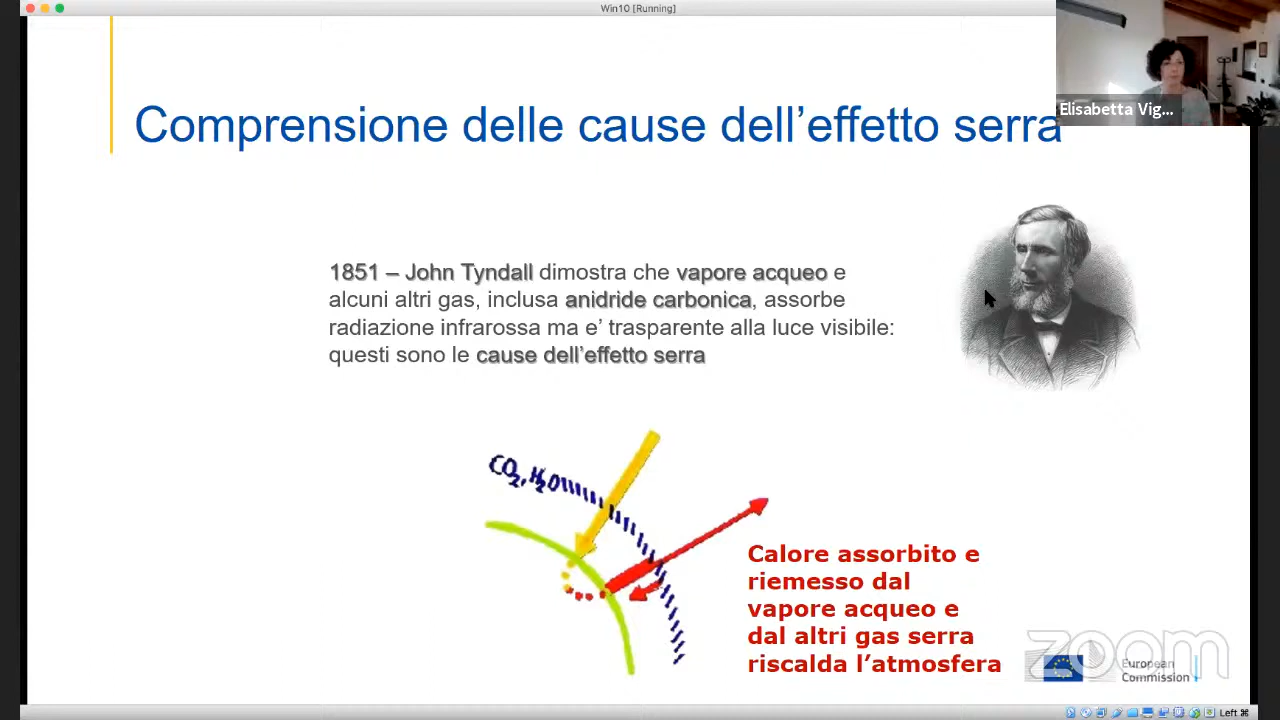 Win10 [Running]
Elisabetta Vig...
Comprensione delle cause dell’effetto serra
1851 – John Tyndall dimostra che vapore acqueo e
alcuni altri gas, inclusa anidride carbonica, assorbe
radiazione infrarossa ma e’ trasparente alla luce visibile:
questi sono le cause dell’effetto serra
CO2, H2O
Calore assorbito e
riemesso dal
vapore acqueo e
dal altri gas serra
riscalda l’atmosfera
zoom
European
Commission
Left ⌘